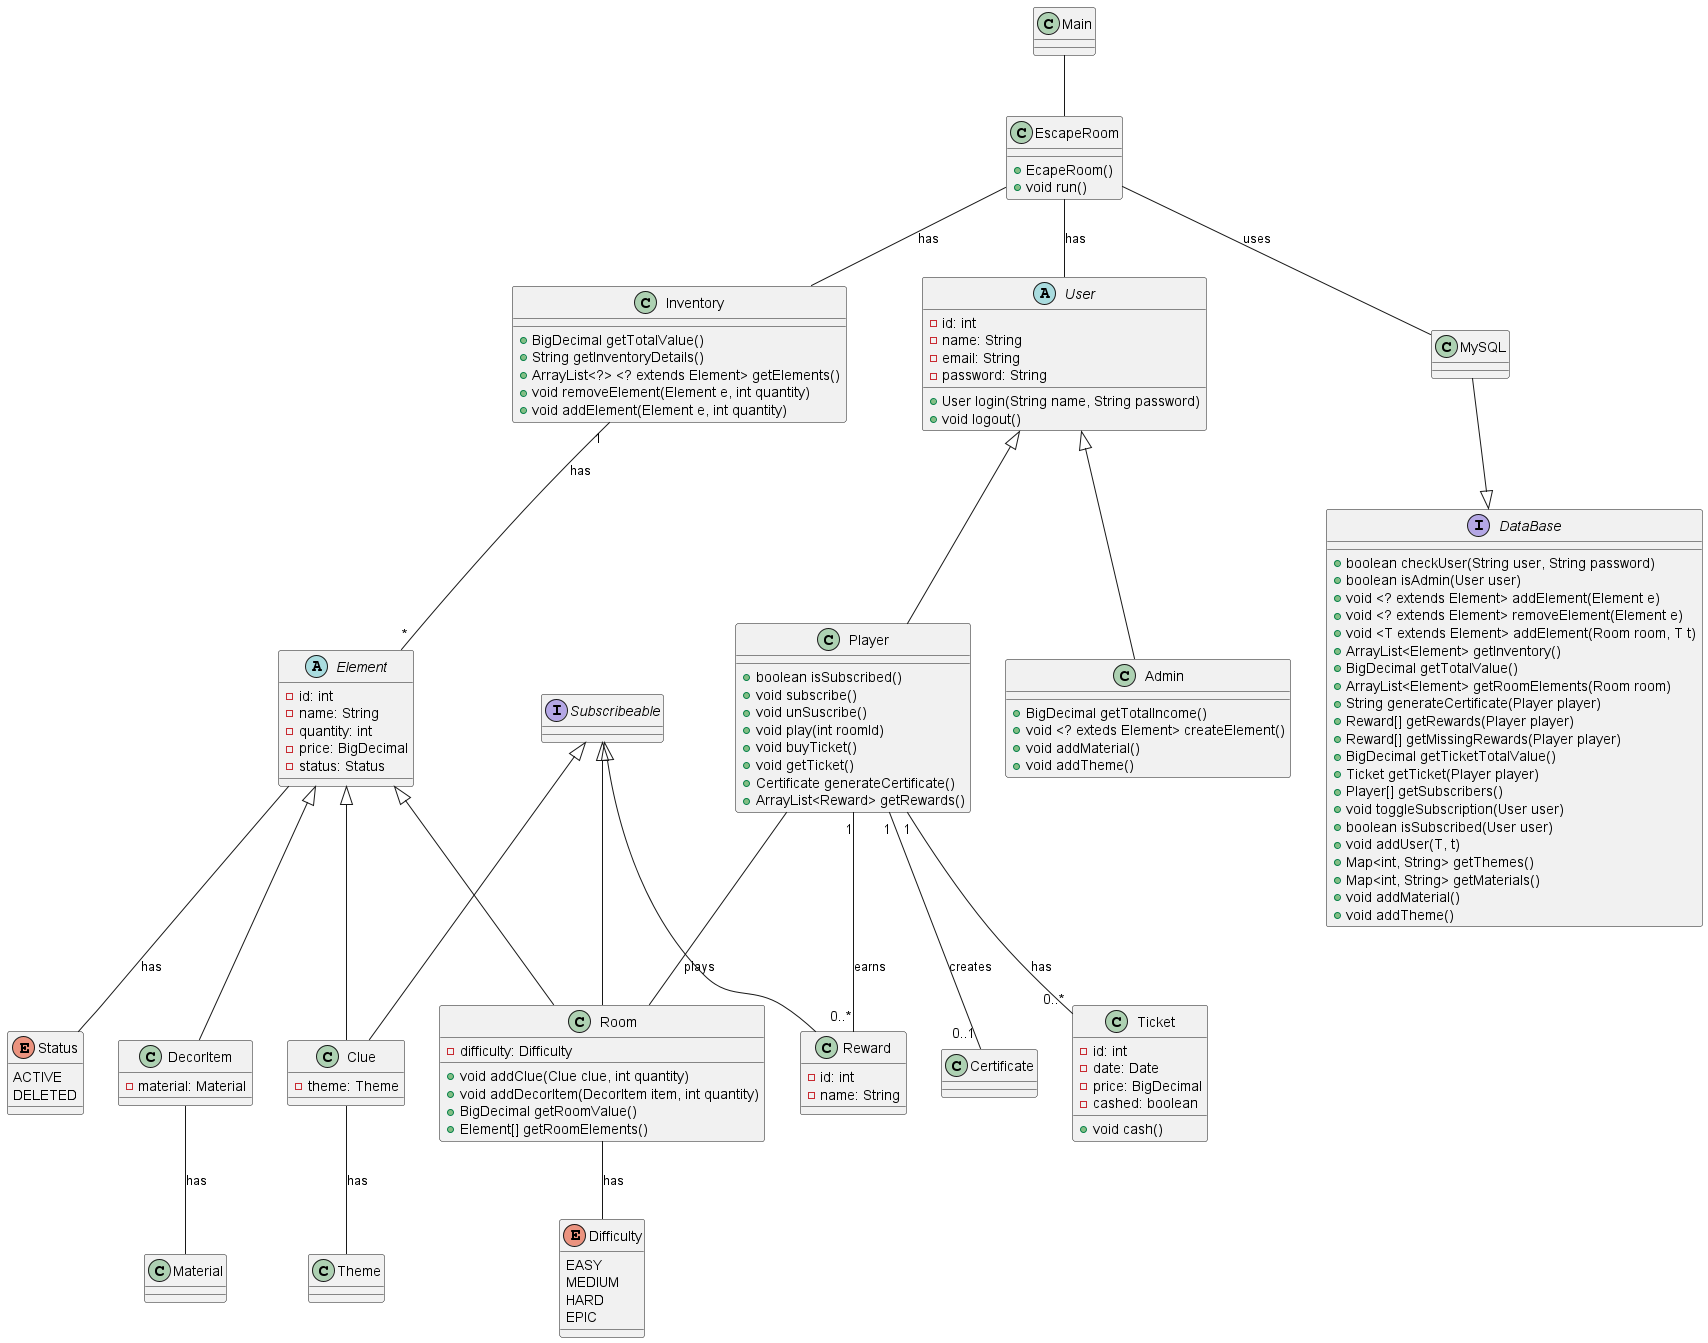 C Main
C EscapeRoom
EcapeRoom()
void run()
has
has
uses
C Inventory
BigDecimal getTotalValue()
String getInventoryDetails()
ArrayList<?> <? extends Element> getElements()
void removeElement(Element e, int quantity)
void addElement(Element e, int quantity)
A User
id: int
name: String
email: String
password: String
User login(String name, String password)
void logout()
C MySQL
1
has
*
I DataBase
boolean checkUser(String user, String password)
boolean isAdmin(User user)
void <? extends Element> addElement(Element e)
void <? extends Element> removeElement(Element e)
void <T extends Element> addElement(Room room, T t)
ArrayList<Element> getInventory()
BigDecimal getTotalValue()
ArrayList<Element> getRoomElements(Room room)
String generateCertificate(Player player)
Reward[] getRewards(Player player)
Reward[] getMissingRewards(Player player)
BigDecimal getTicketTotalValue()
Ticket getTicket(Player player)
Player[] getSubscribers()
void toggleSubscription(User user)
boolean isSubscribed(User user)
void addUser(T, t)
Map<int, String> getThemes()
Map<int, String> getMaterials()
void addMaterial()
void addTheme()
A Element
id: int
name: String
quantity: int
price: BigDecimal
status: Status
I Subscribeable
C Player
boolean isSubscribed()
void subscribe()
void unSuscribe()
void play(int roomId)
void buyTicket()
void getTicket()
Certificate generateCertificate()
ArrayList<Reward> getRewards()
C Admin
BigDecimal getTotalIncome()
void <? exteds Element> createElement()
void addMaterial()
void addTheme()
1
1
1
has
plays
earns
creates
has
0..*
0..1
0..*
E Status
ACTIVE
DELETED
C DecorItem
material: Material
C Clue
theme: Theme
C Room
difficulty: Difficulty
void addClue(Clue clue, int quantity)
void addDecorItem(DecorItem item, int quantity)
BigDecimal getRoomValue()
Element[] getRoomElements()
C Reward
id: int
name: String
C Certificate
C Ticket
id: int
date: Date
price: BigDecimal
cashed: boolean
void cash()
has
has
has
C Material
C Theme
E Difficulty
EASY
MEDIUM
HARD
EPIC